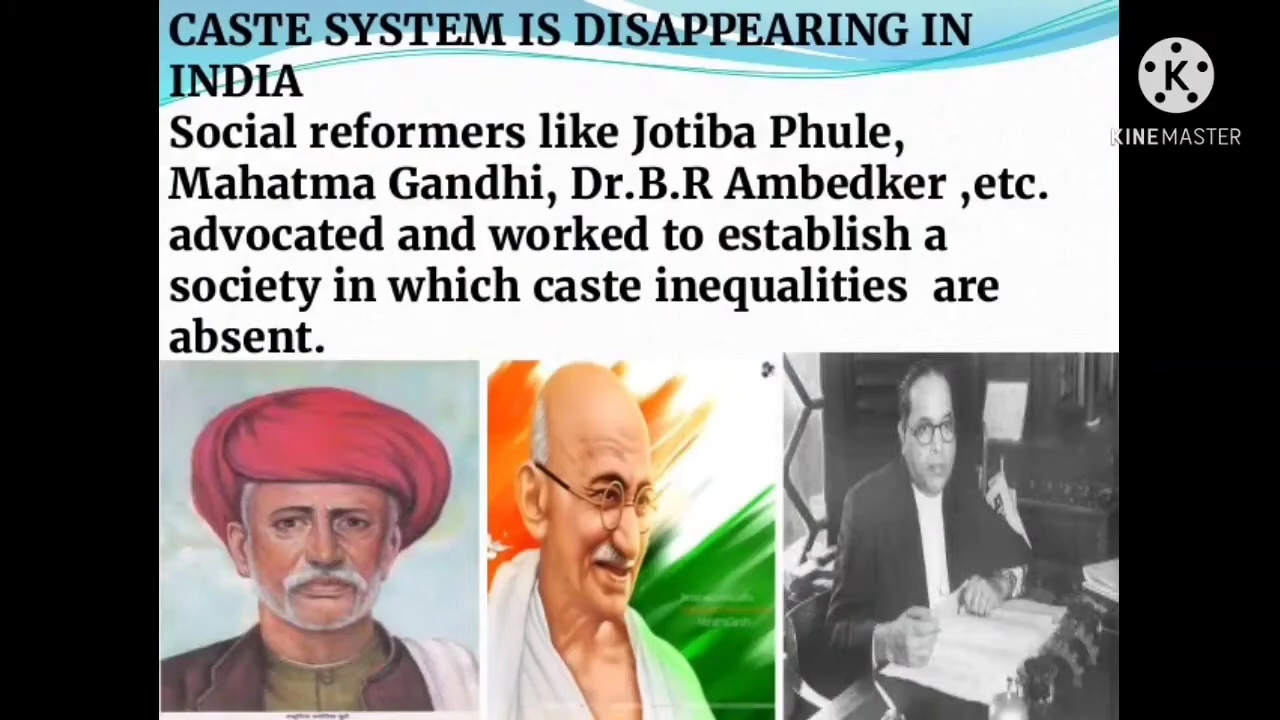 CASTE SYSTEM IS DISAPPEARING IN
INDIA
Social reformers like Jotiba Phule,
Mahatma Gandhi, Dr.B.R Ambedker ,etc.
advocated and worked to establish a
society in which caste inequalities  are
absent.
K
KINEMASTER